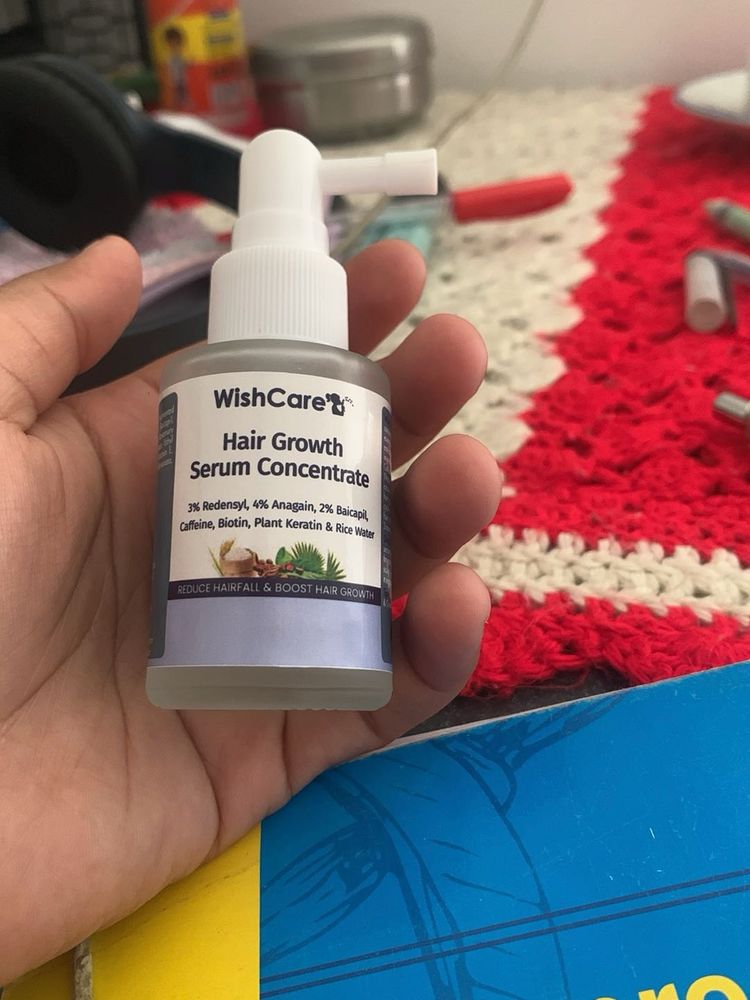 WishCare
Hair Growth
Serum Concentrate
3% Redensyl, 4% Anagain, 2% Baicapil,
Caffeine, Biotin, Plant Keratin & Rice Water
REDUCE HAIRFALL & BOOST HAIR GROWTH